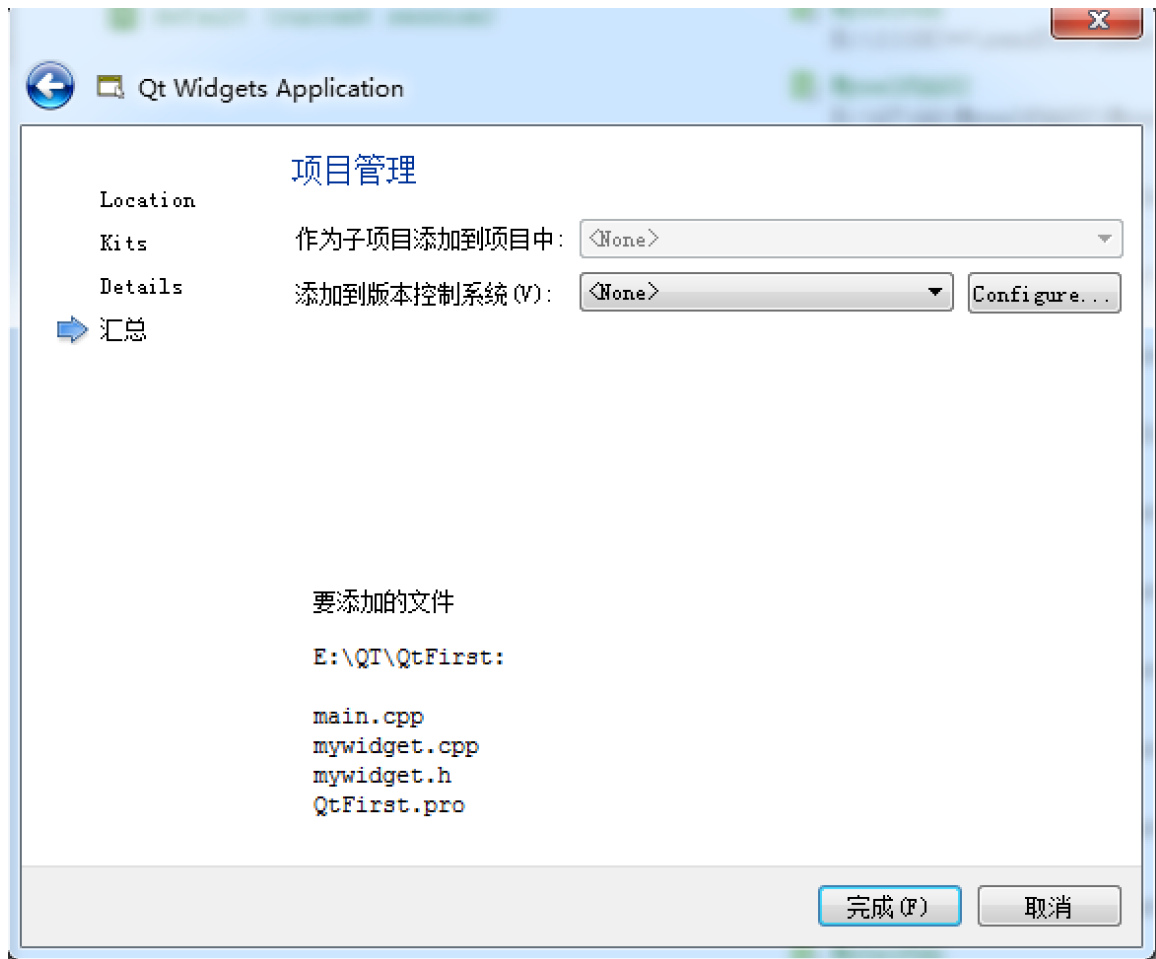 Qt Widgets Application
项目管理
Location
Kits
Details
汇总
作为子项目添加到项目中: <None>
添加到版本控制系统(V): <None> Configure...
要添加的文件
E:\QT\QtFirst:
main.cpp
mywidget.cpp
mywidget.h
QtFirst.pro
完成(F) 取消